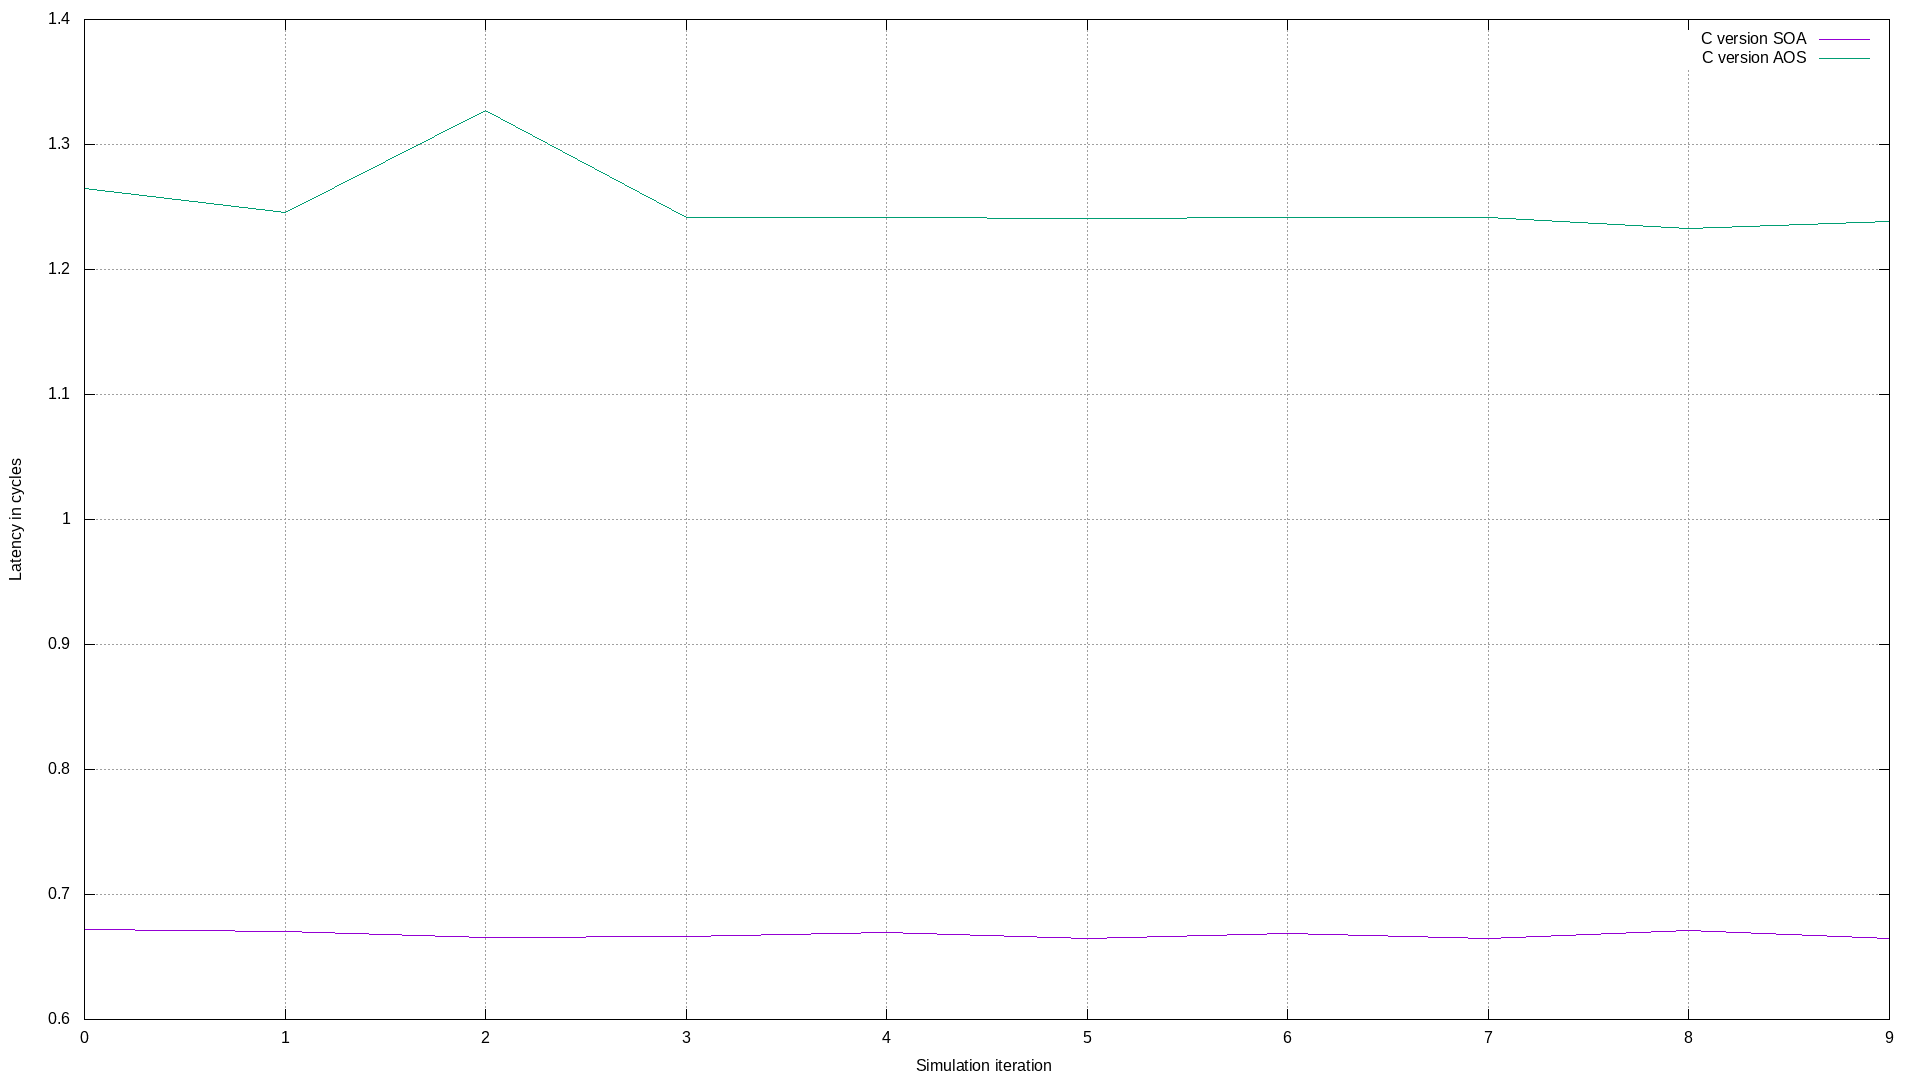 1.4
1.3
1.2
1.1
1
0.9
0.8
0.7
0.6
0 1 2 3 4 5 6 7 8 9
Latency in cycles
Simulation iteration
C version SOA
C version AOS